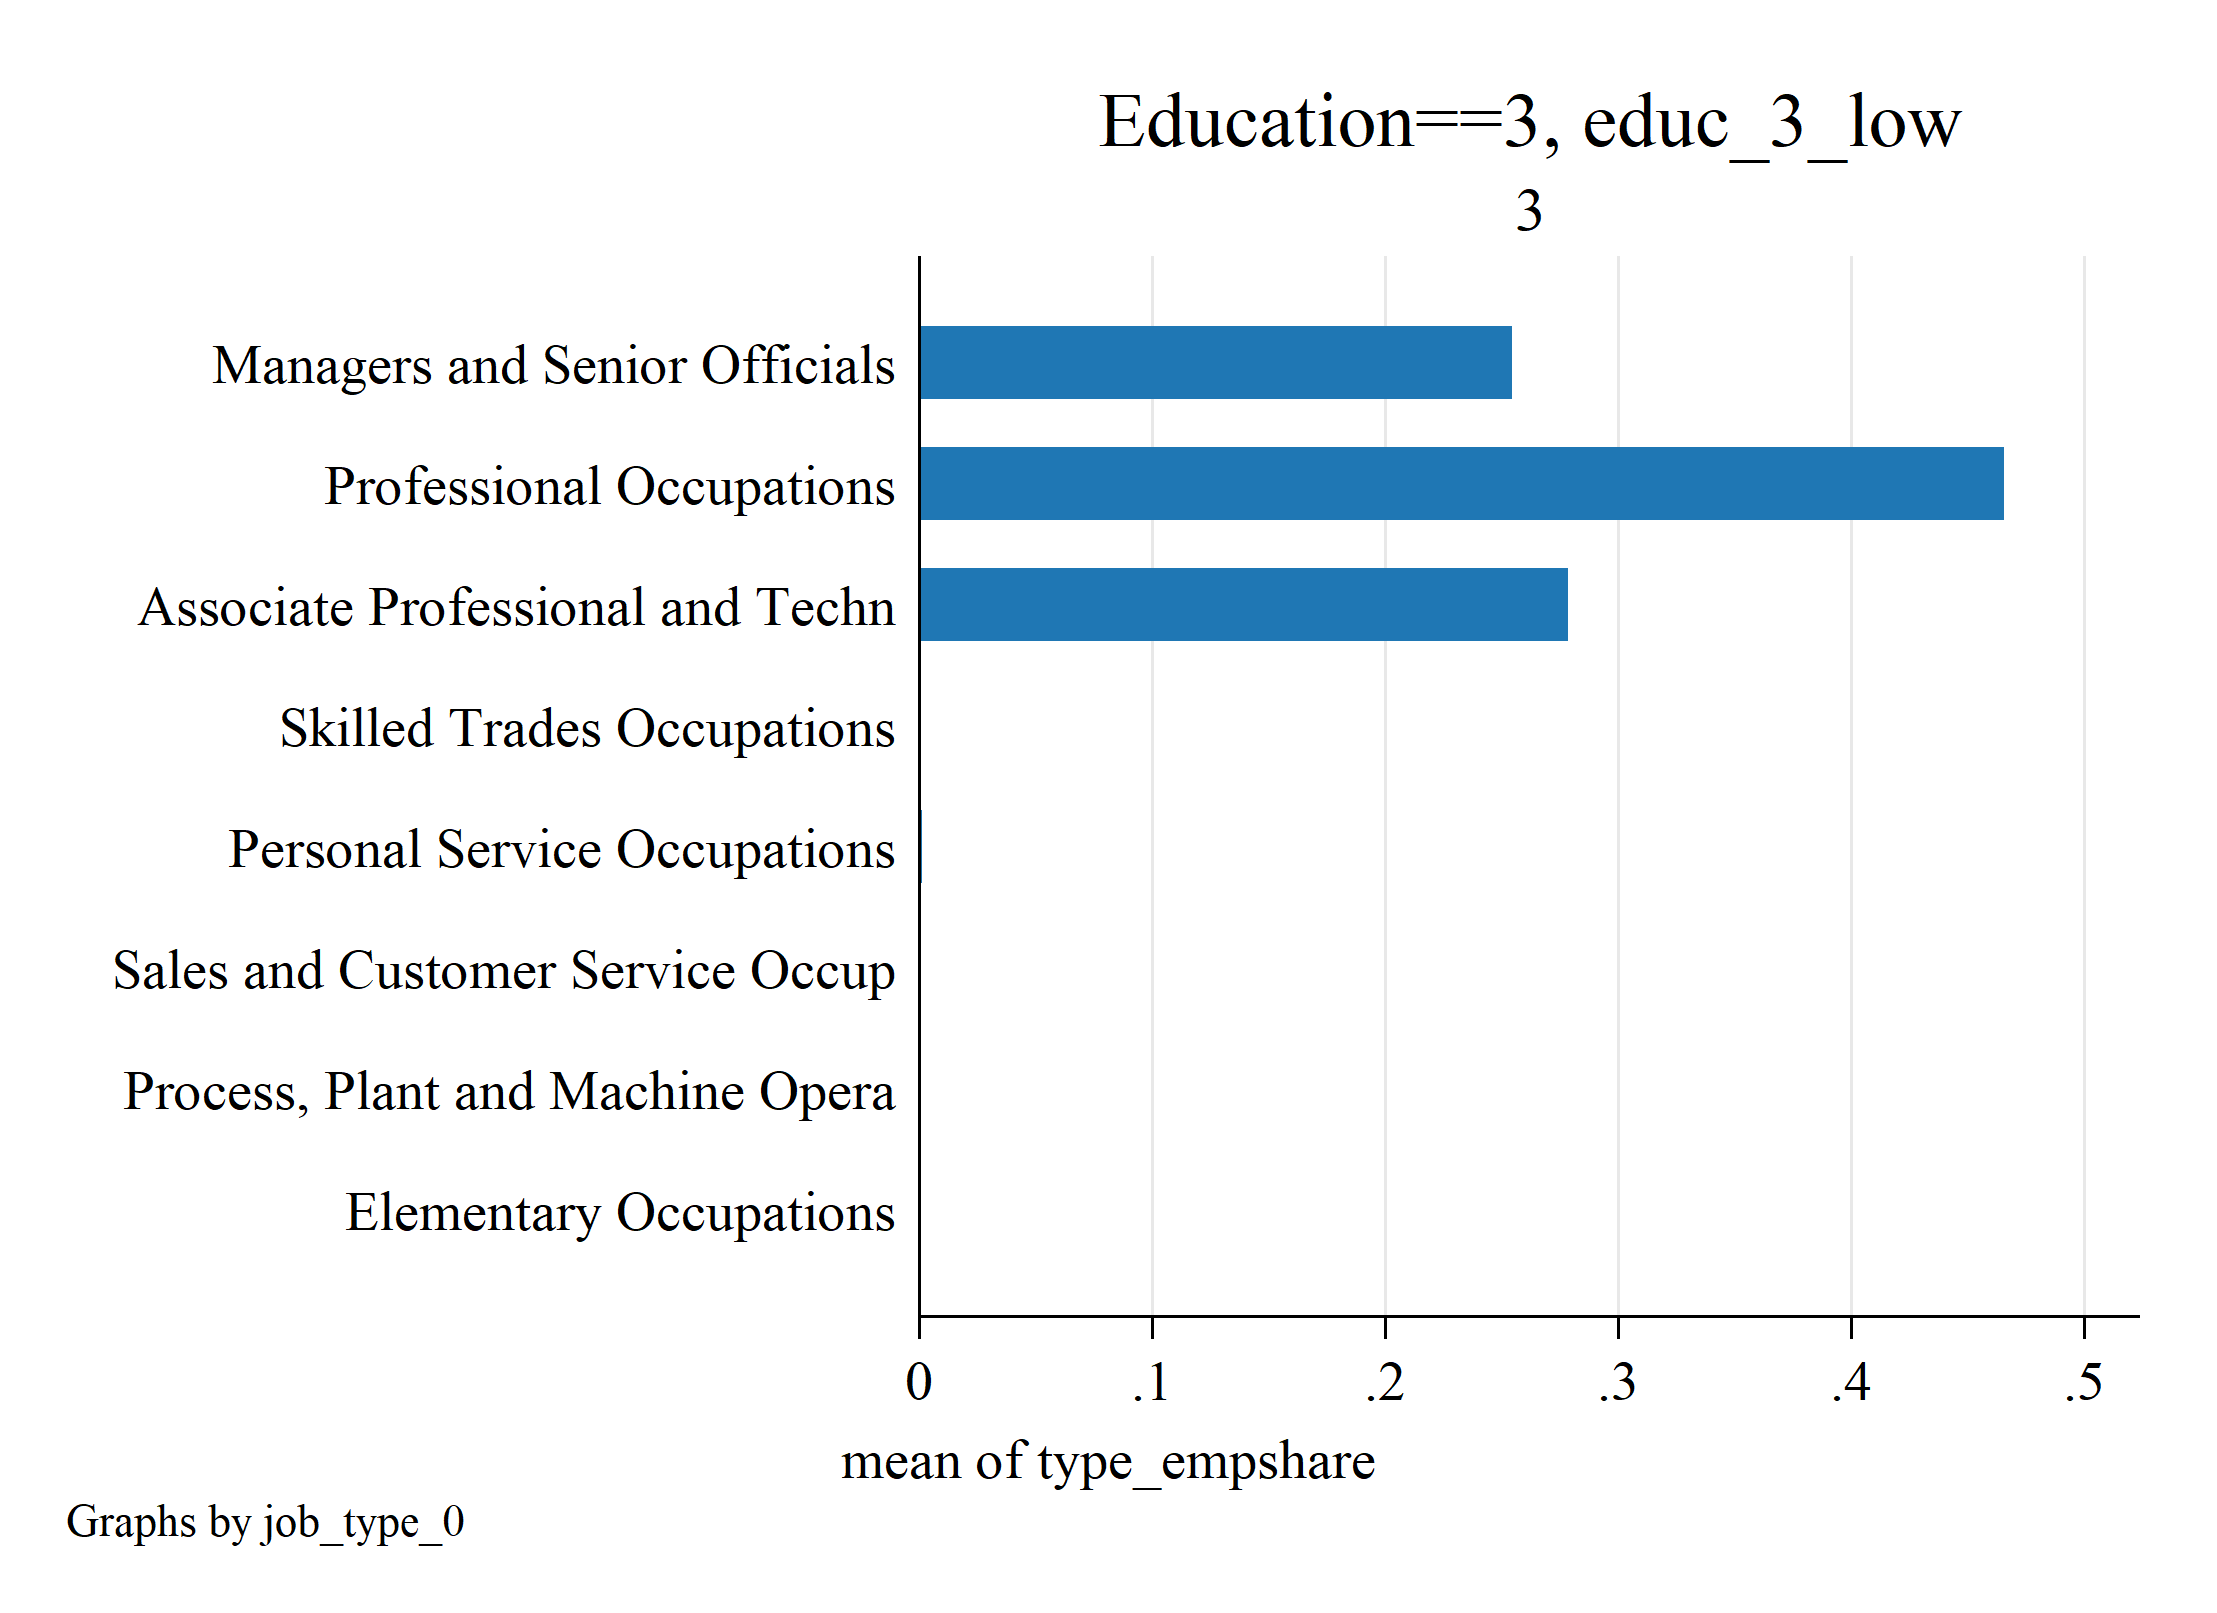 Education==3, educ_3_low
3
Managers and Senior Officials
Professional Occupations
Associate Professional and Techn
Skilled Trades Occupations
Personal Service Occupations
Sales and Customer Service Occup
Process, Plant and Machine Opera
Elementary Occupations
0 .1 .2 .3 .4 .5
mean of type_empshare
Graphs by job_type_0